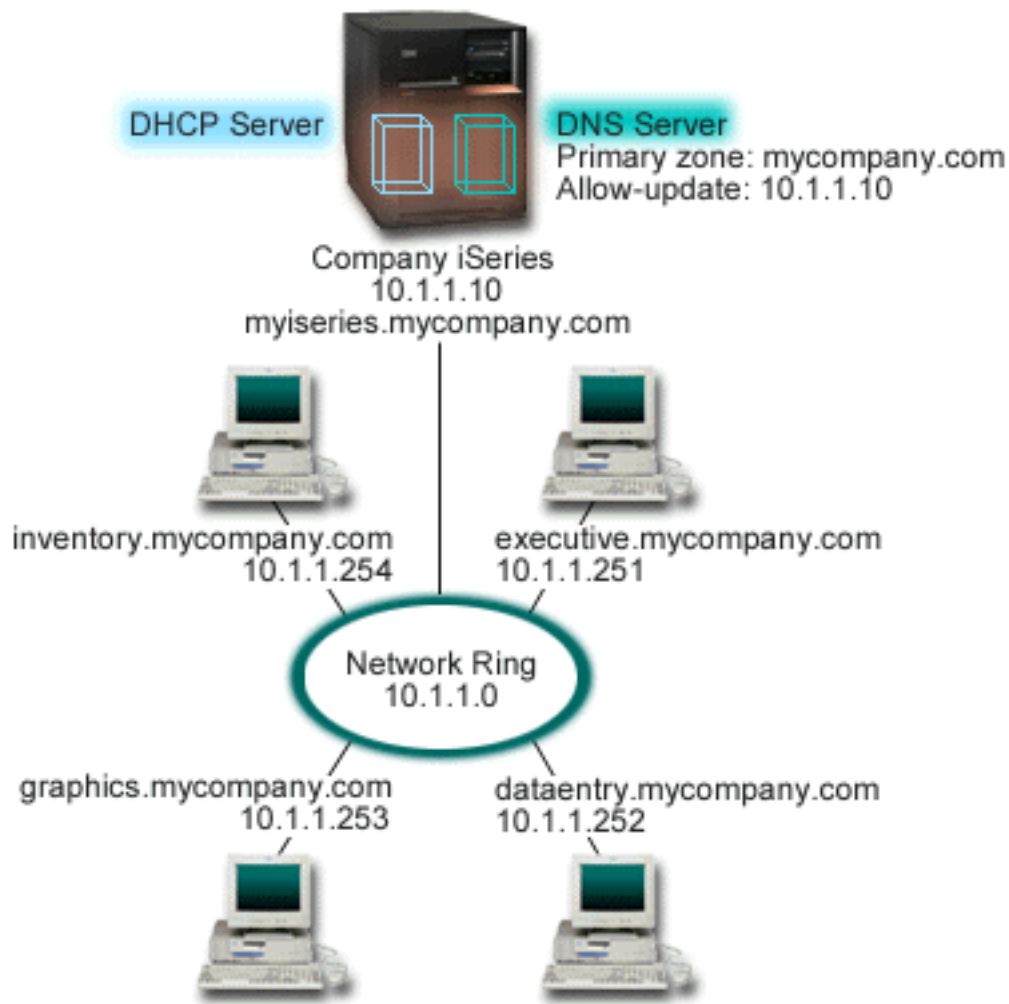 DHCP Server
DNS Server
Primary zone: mycompany.com
Allow-update: 10.1.1.10
Company iSeries
10.1.1.10
myiseries.mycompany.com
inventory.mycompany.com
10.1.1.254
executive.mycompany.com
10.1.1.251
Network Ring
10.1.1.0
graphics.mycompany.com
10.1.1.253
dataentry.mycompany.com
10.1.1.252